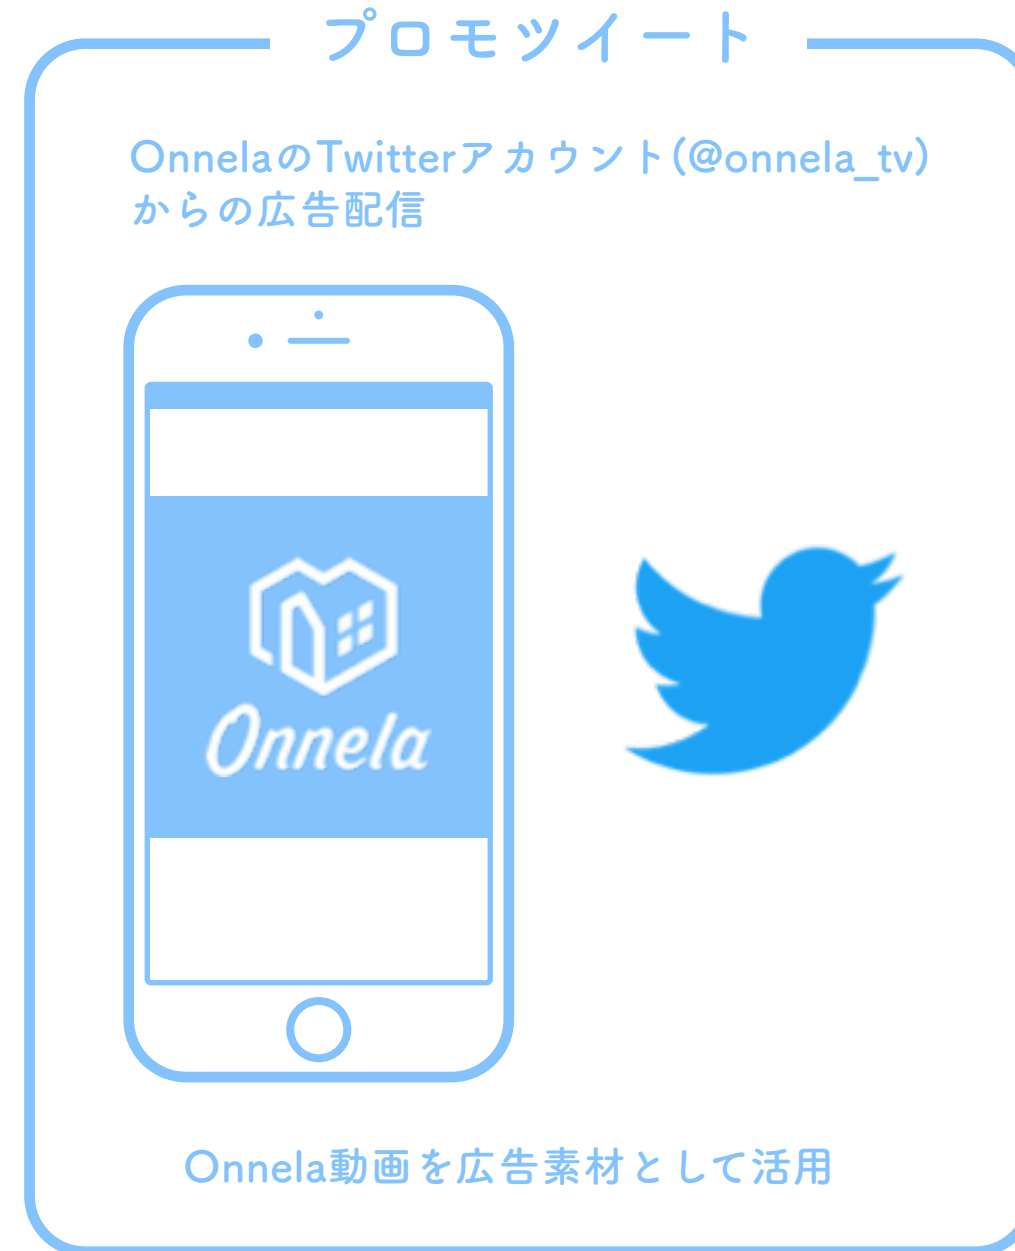 プロモツイート
OnnelaのTwitterアカウント(@onnela_tv)
からの広告配信
Onnela
Onnela動画を広告素材として活用